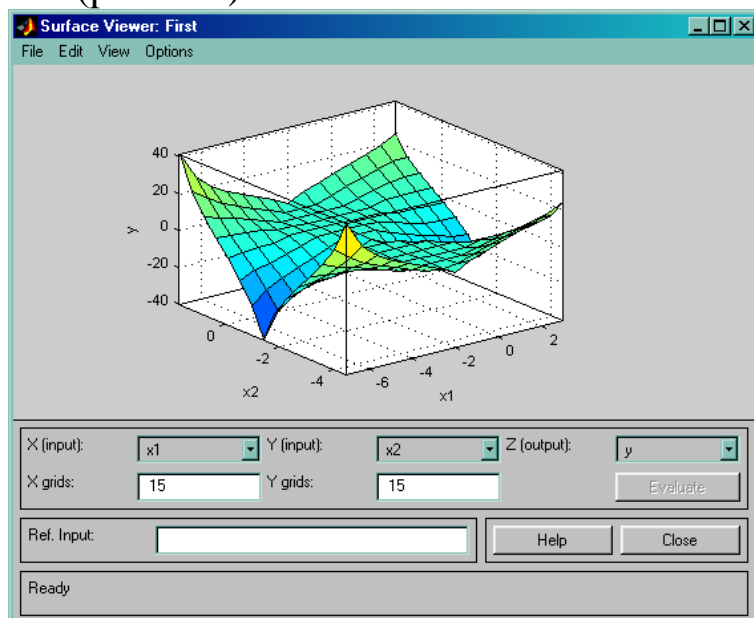 Surface Viewer: First
File Edit View Options
40
20
0
-20
-40
y
0
-2
-4
x2
-6
-4
-2
0
2
x1
X (input): x1 Y (input): x2 Z (output): y
X grids: 15 Y grids: 15 Evaluate
Ref. Input: Help Close
Ready